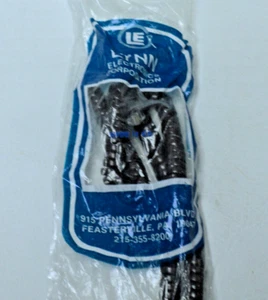 LE
LYNN
ELECTRONICS
CORPORATION
915 PENNSYLVANIA BLVD
FEASTERVILLE, PA.
215-355-8200